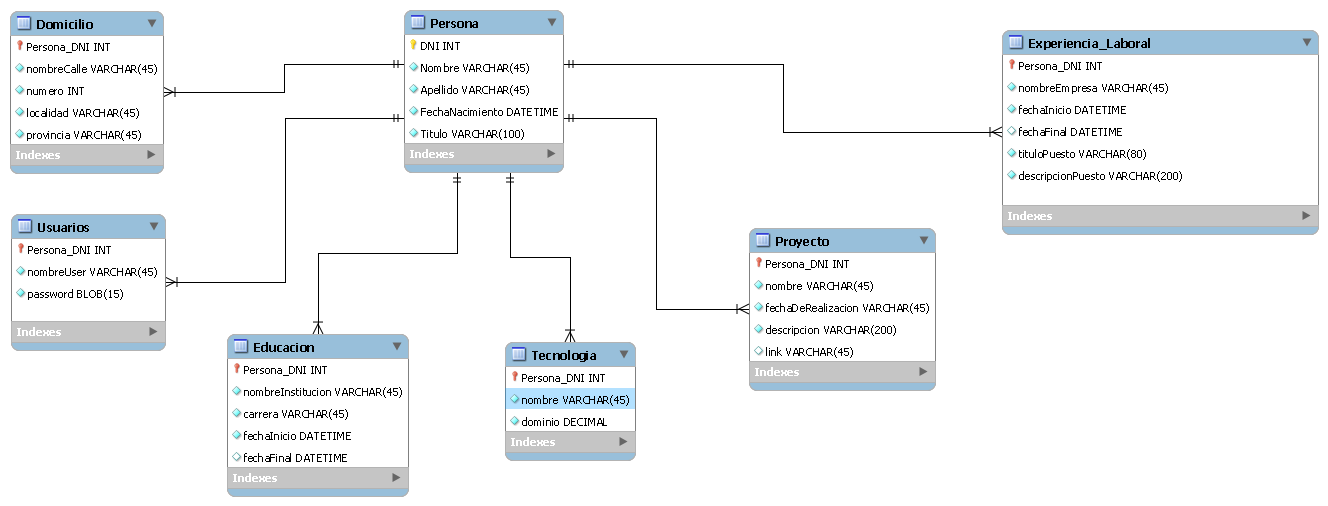 Domicilio
Persona_DNI INT
nombreCalle VARCHAR(45)
numero INT
localidad VARCHAR(45)
provincia VARCHAR(45)
Indexes
Persona
DNI INT
Nombre VARCHAR(45)
Apellido VARCHAR(45)
FechaNacimiento DATETIME
Titulo VARCHAR(100)
Indexes
Experiencia_Laboral
Persona_DNI INT
nombreEmpresa VARCHAR(45)
fechaInicio DATETIME
fechaFinal DATETIME
tituloPuesto VARCHAR(80)
descripcionPuesto VARCHAR(200)
Indexes
Usuarios
Persona_DNI INT
nombreUser VARCHAR(45)
password BLOB(15)
Indexes
Educacion
Persona_DNI INT
nombreInstitucion VARCHAR(45)
carrera VARCHAR(45)
fechaInicio DATETIME
fechaFinal DATETIME
Indexes
Tecnologia
Persona_DNI INT
nombre VARCHAR(45)
dominio DECIMAL
Indexes
Proyecto
Persona_DNI INT
nombre VARCHAR(45)
fechaDeRealizacion VARCHAR(45)
descripcion VARCHAR(200)
link VARCHAR(45)
Indexes